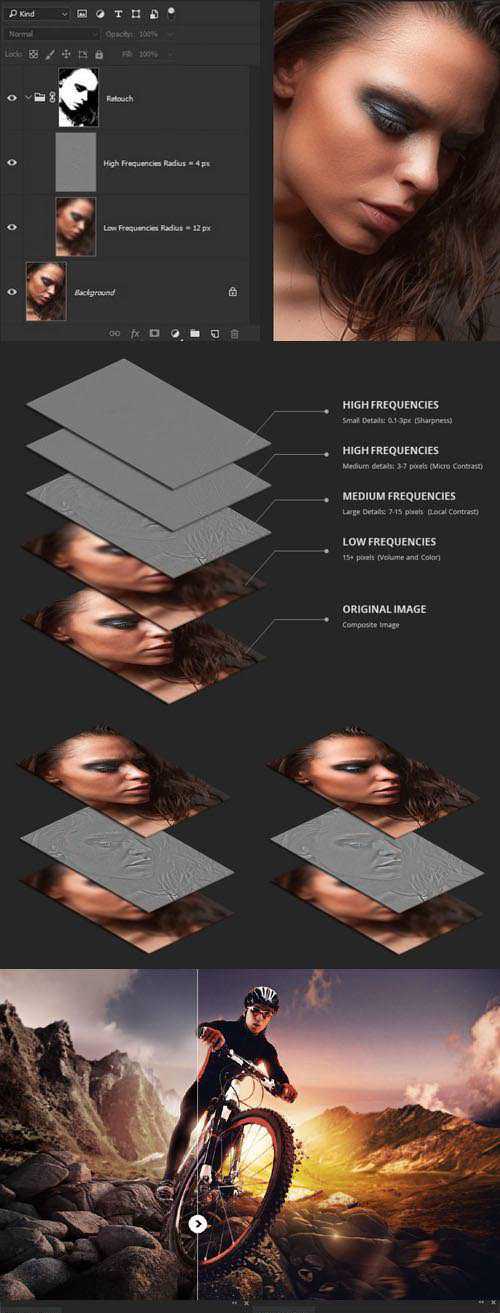 Kind
Normal
Opacity: 100%
Lock:
Fill: 100%
Retouch
High Frequencies Radius = 4 px
Low Frequencies Radius = 12 px
Background
fx
HIGH FREQUENCIES
Small Details: 0.1-3px (Sharpness)
HIGH FREQUENCIES
Medium details: 3-7 pixels (Micro Contrast)
MEDIUM FREQUENCIES
Large Details: 7-15 pixels (Local Contrast)
LOW FREQUENCIES
15+ pixels (Volume and Color)
ORIGINAL IMAGE
Composite Image